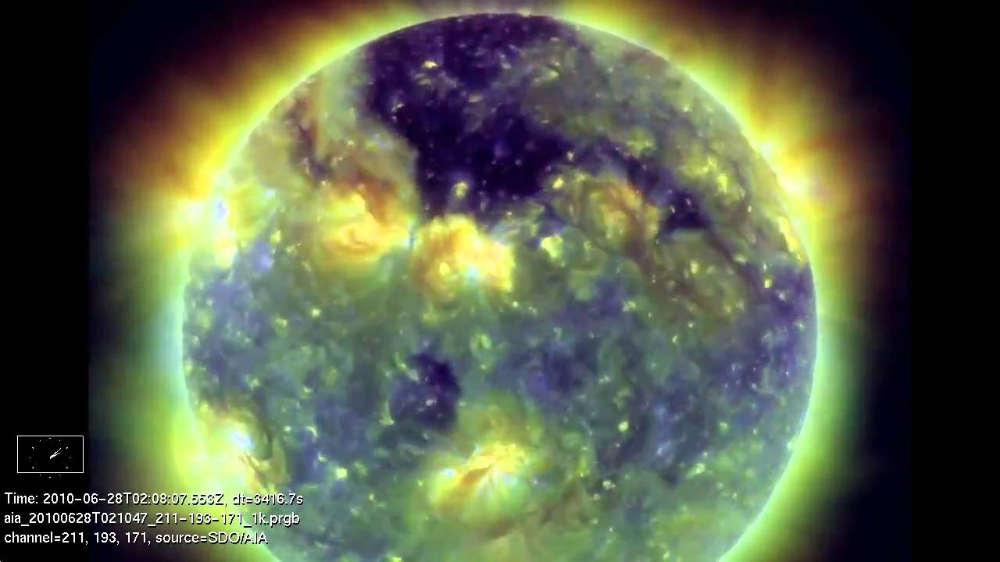 Time: 2010-06-28T02:08:07.553Z, dt=3416.7s
aia_20100628T021047_211-193-171_1k.prgb
channel=211, 193, 171, source=SDO/AIA